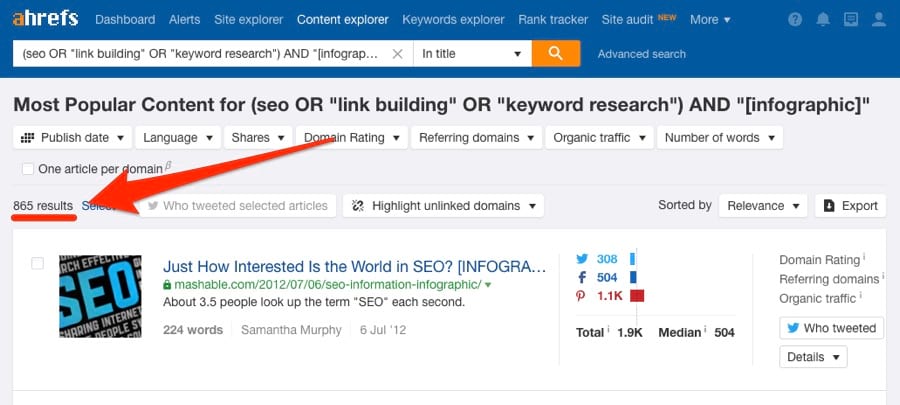 ahrefs Dashboard Alerts Site explorer Content explorer Keywords explorer Rank tracker Site audit NEW More
(seo OR "link building" OR "keyword research") AND "[infograp… In title Advanced search
Most Popular Content for (seo OR "link building" OR "keyword research") AND "[infographic]"
Publish date Language Shares Domain Rating Referring domains Organic traffic Number of words
One article per domain β
865 results Who tweeted selected articles Highlight unlinked domains Sorted by Relevance Export
SEO
Just How Interested Is the World in SEO? [INFOGRA…
mashable.com/2012/07/06/seo-information-infographic/
About 3.5 people look up the term "SEO" each second.
224 words Samantha Murphy 6 Jul '12
308
504
1.1K
Total i 1.9K Median i 504
Domain Rating i
Referring domains i
Organic traffic i
Who tweeted
Details